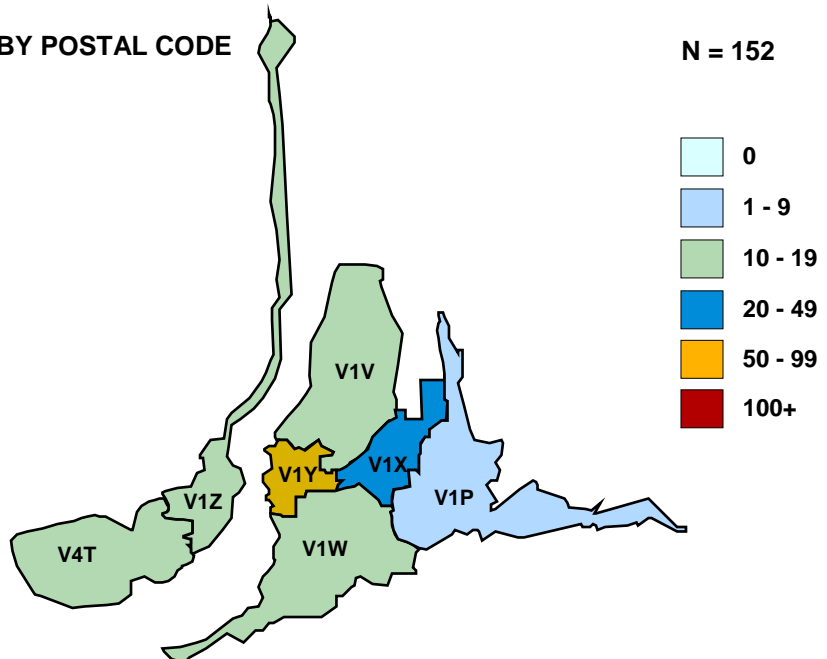 BY POSTAL CODE
N = 152
0
1 - 9
10 - 19
20 - 49
50 - 99
100+
V1V
V1Y
V1X
V1Z
V1P
V4T
V1W